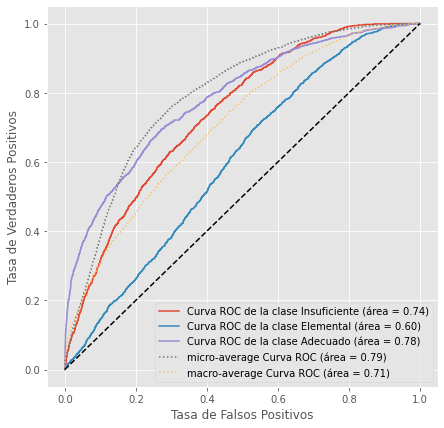 1.0
0.8
0.6
0.4
0.2
0.0
Tasa de Verdaderos Positivos
Curva ROC de la clase Insuficiente (área = 0.74)
Curva ROC de la clase Elemental (área = 0.60)
Curva ROC de la clase Adecuado (área = 0.78)
micro-average Curva ROC (área = 0.79)
macro-average Curva ROC (área = 0.71)
0.0 0.2 0.4 0.6 0.8 1.0
Tasa de Falsos Positivos